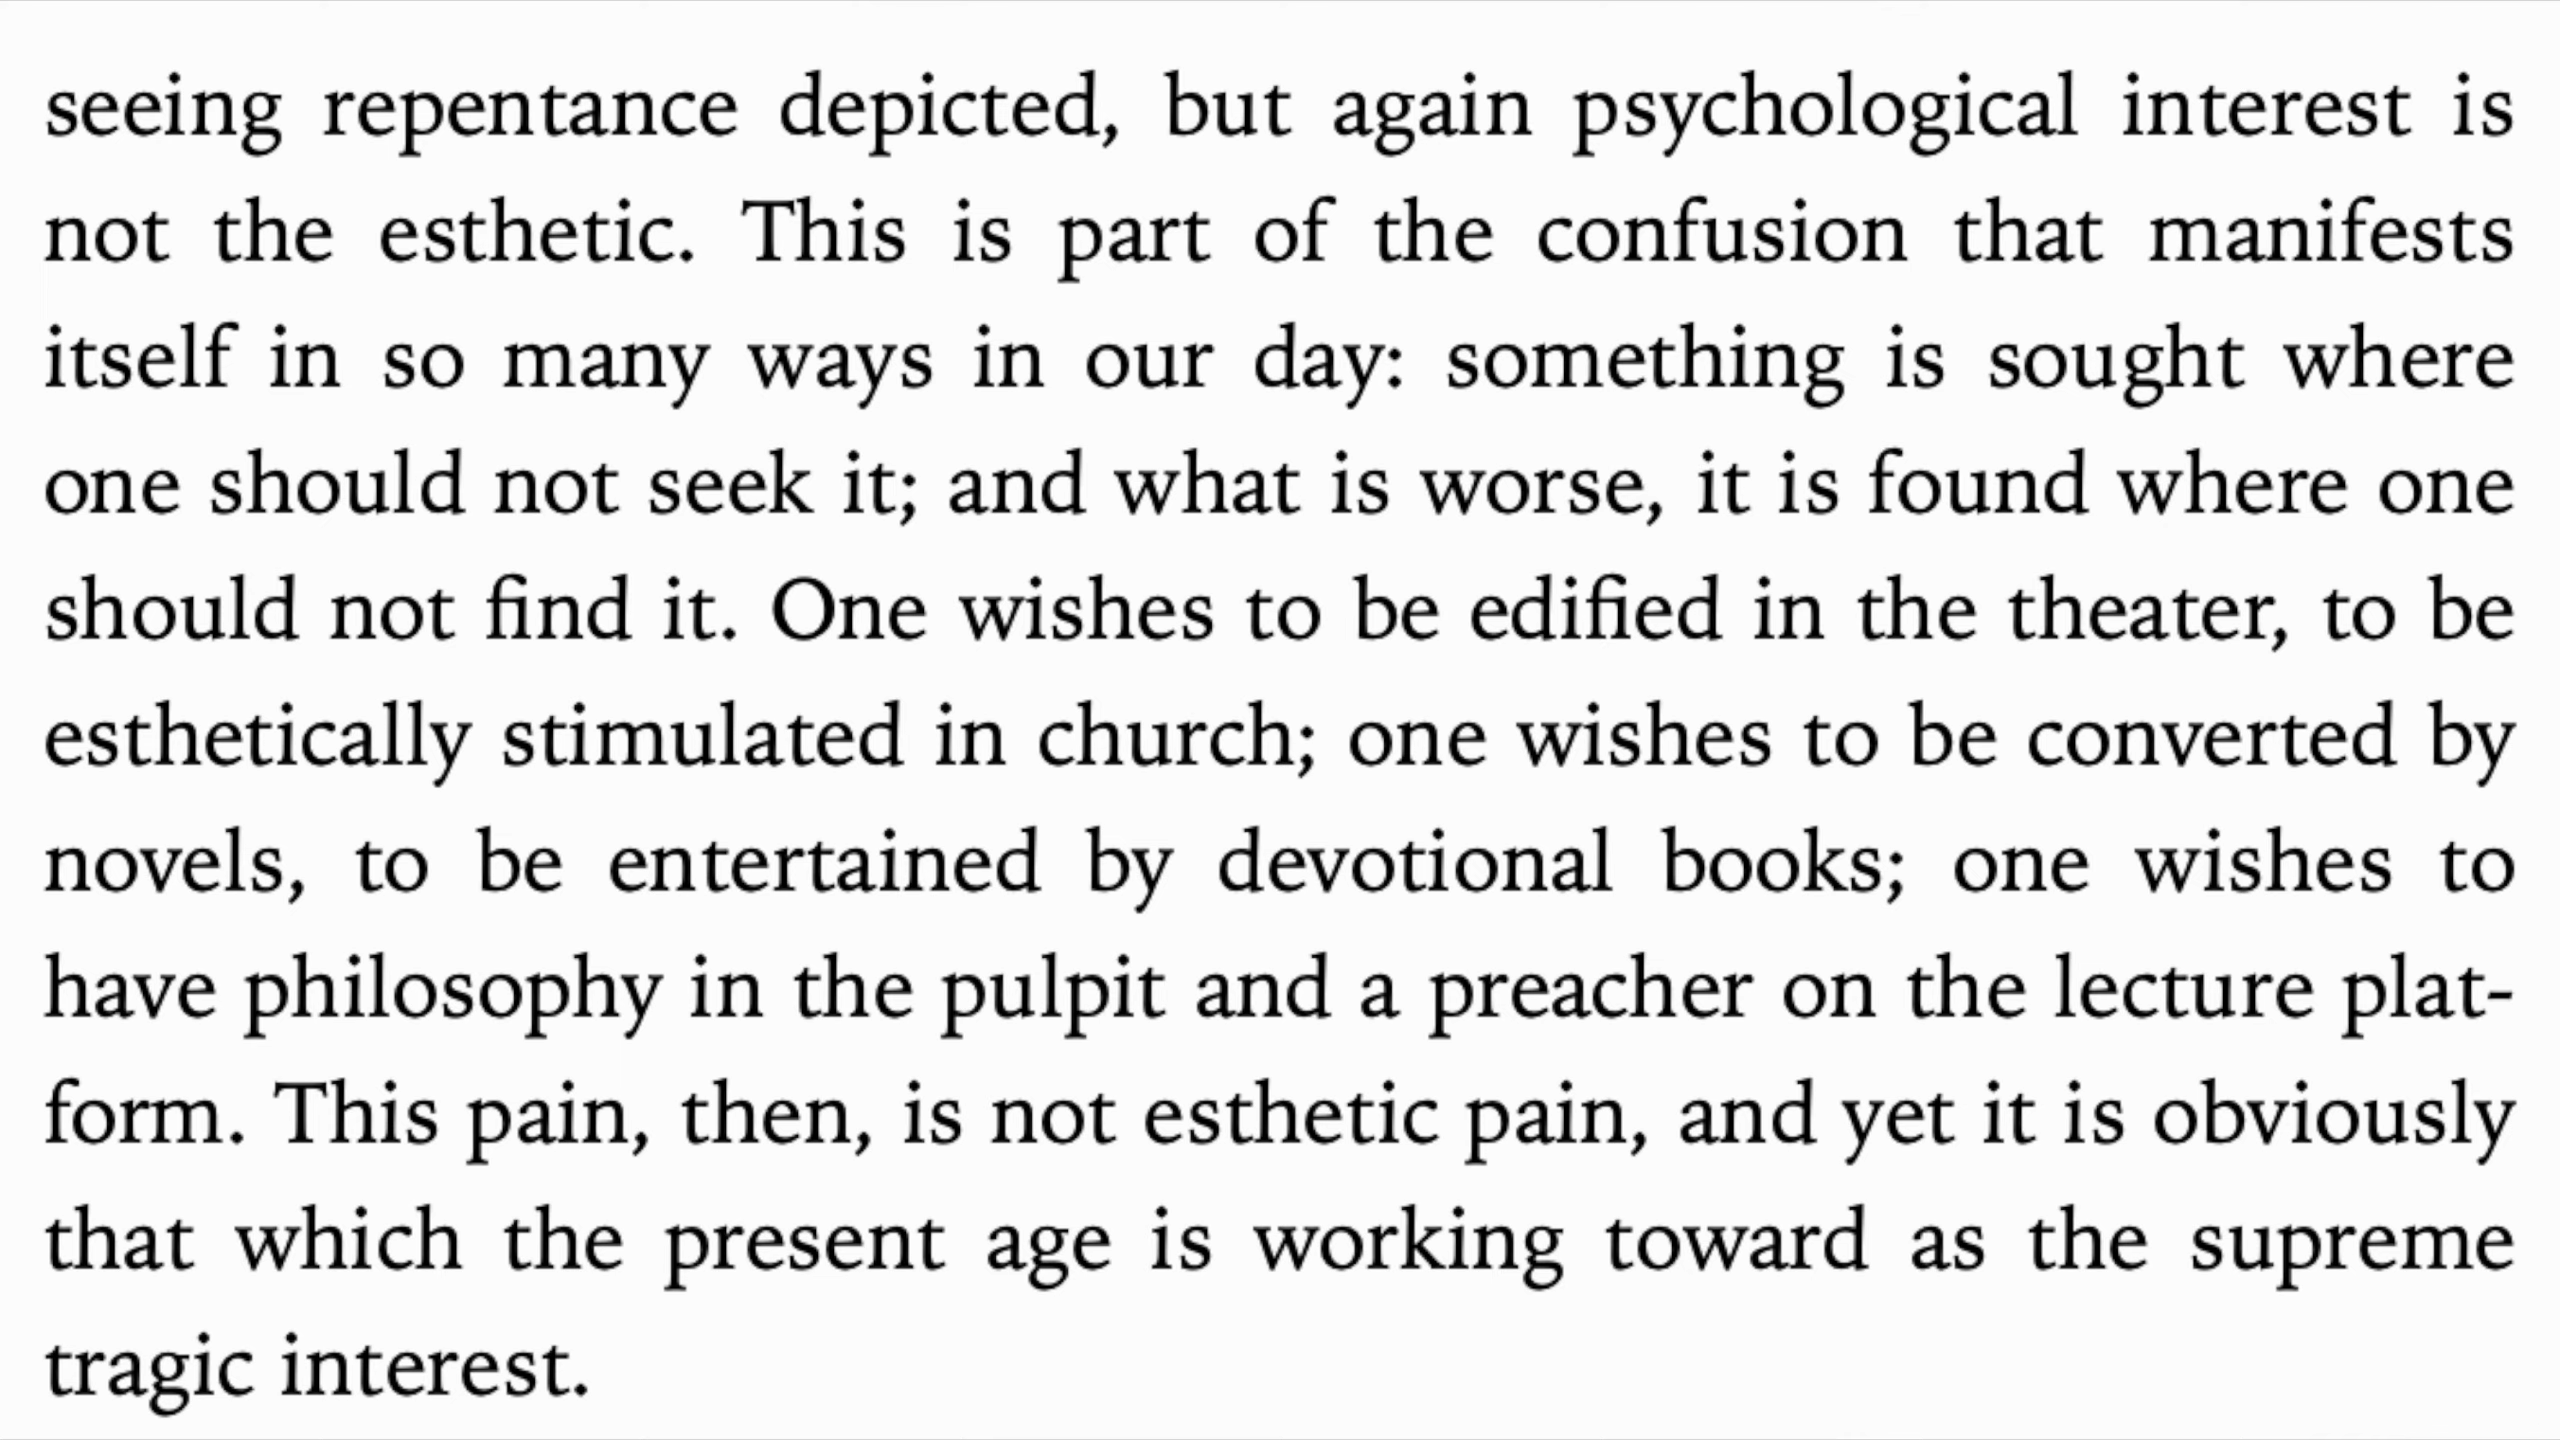 seeing repentance depicted, but again psychological interest is
not the esthetic. This is part of the confusion that manifests
itself in so many ways in our day: something is sought where
one should not seek it; and what is worse, it is found where one
should not find it. One wishes to be edified in the theater, to be
esthetically stimulated in church; one wishes to be converted by
novels, to be entertained by devotional books; one wishes to
have philosophy in the pulpit and a preacher on the lecture plat-
form. This pain, then, is not esthetic pain, and yet it is obviously
that which the present age is working toward as the supreme
tragic interest.